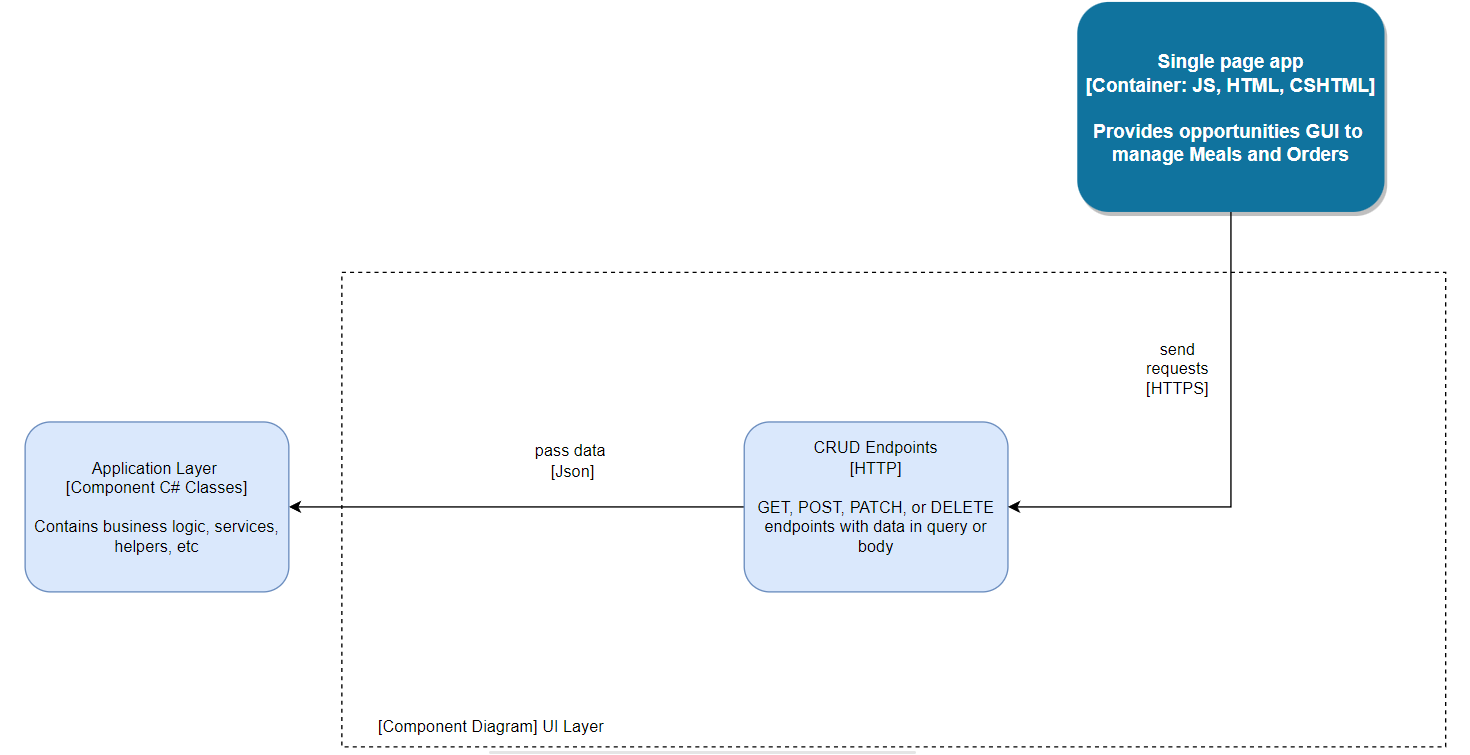 Single page app
[Container: JS, HTML, CSHTML]
Provides opportunities GUI to
manage Meals and Orders
send
requests
[HTTPS]
pass data
[Json]
CRUD Endpoints
[HTTP]
GET, POST, PATCH, or DELETE
endpoints with data in query or
body
Application Layer
[Component C# Classes]
Contains business logic, services,
helpers, etc
[Component Diagram] UI Layer